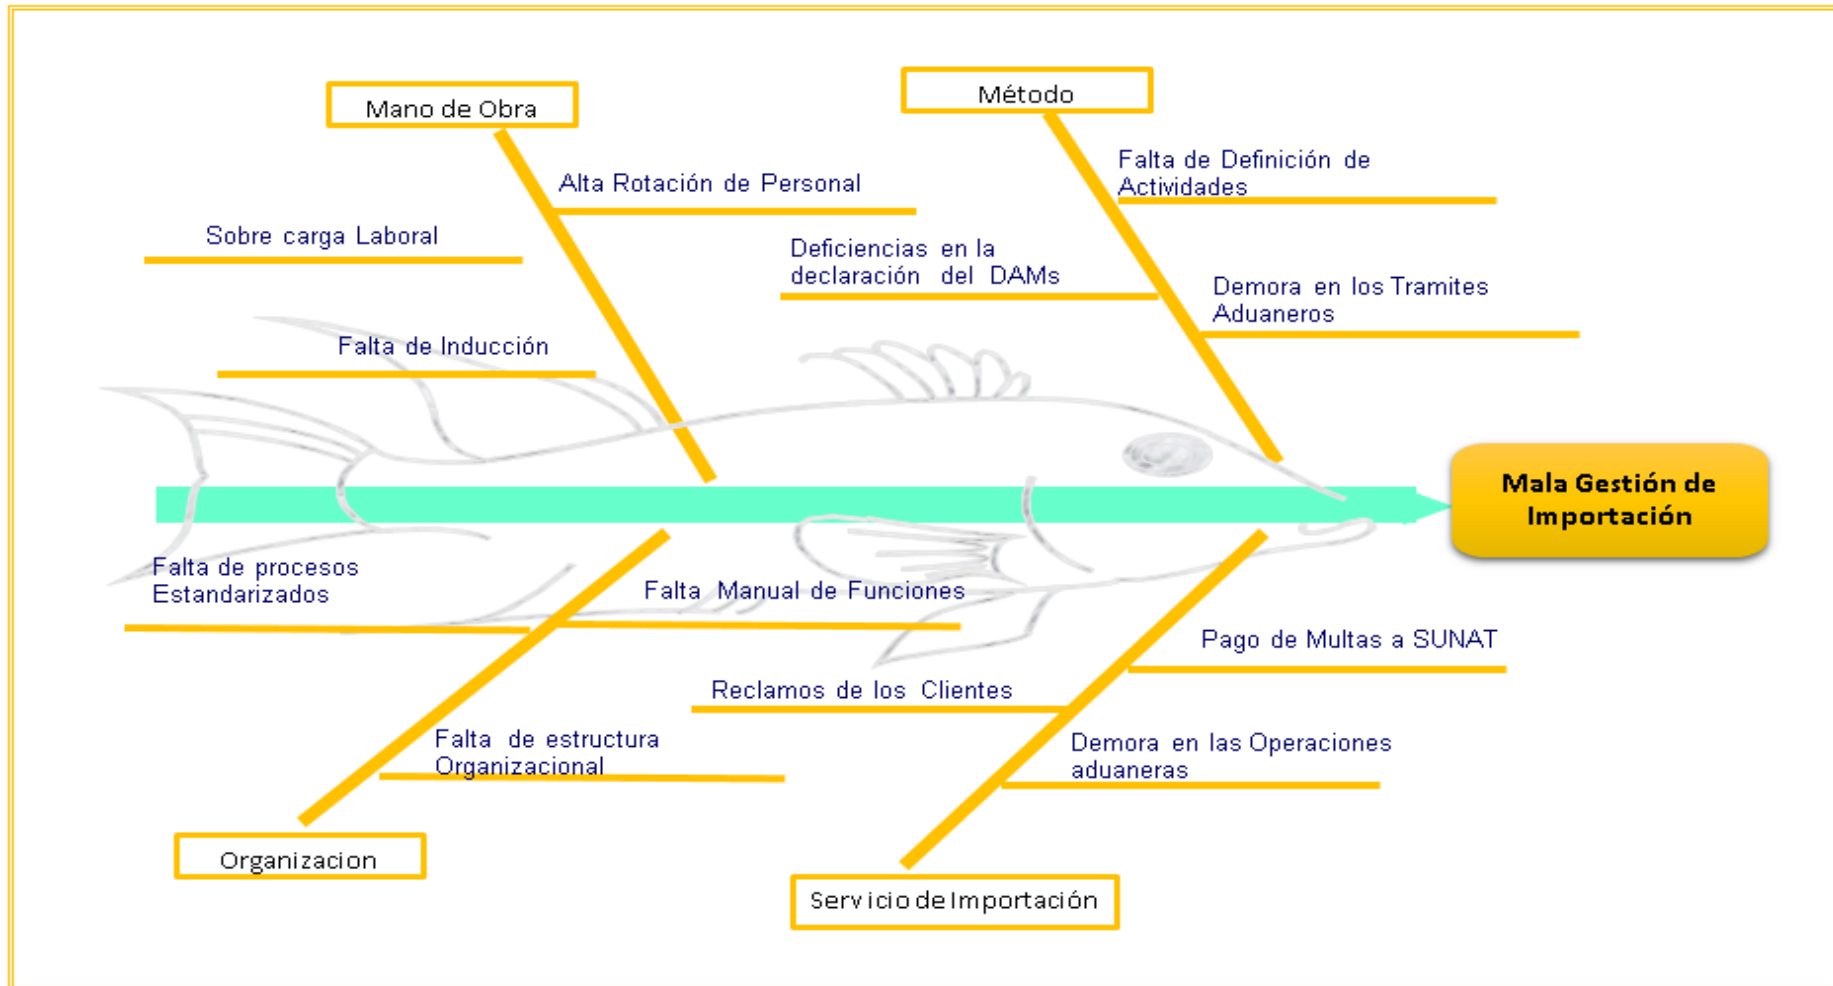 Mano de Obra
Método
Alta Rotación de Personal
Falta de Definición de
Actividades
Sobre carga Laboral
Deficiencias en la
declaración del DAMs
Demora en los Tramites
Aduaneros
Falta de Inducción
Mala Gestión de
Importación
Falta de procesos
Estandarizados
Falta Manual de Funciones
Pago de Multas a SUNAT
Reclamos de los Clientes
Falta de estructura
Organizacional
Demora en las Operaciones
aduaneras
Organizacion
Servicio de Importación